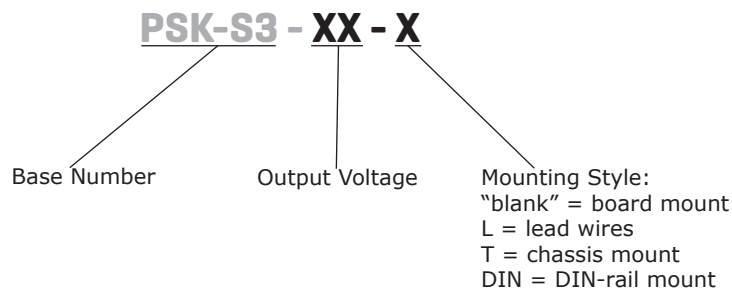 PSK-S3 - XX - X
Base Number
Output Voltage
Mounting Style:
“blank” = board mount
L = lead wires
T = chassis mount
DIN = DIN-rail mount